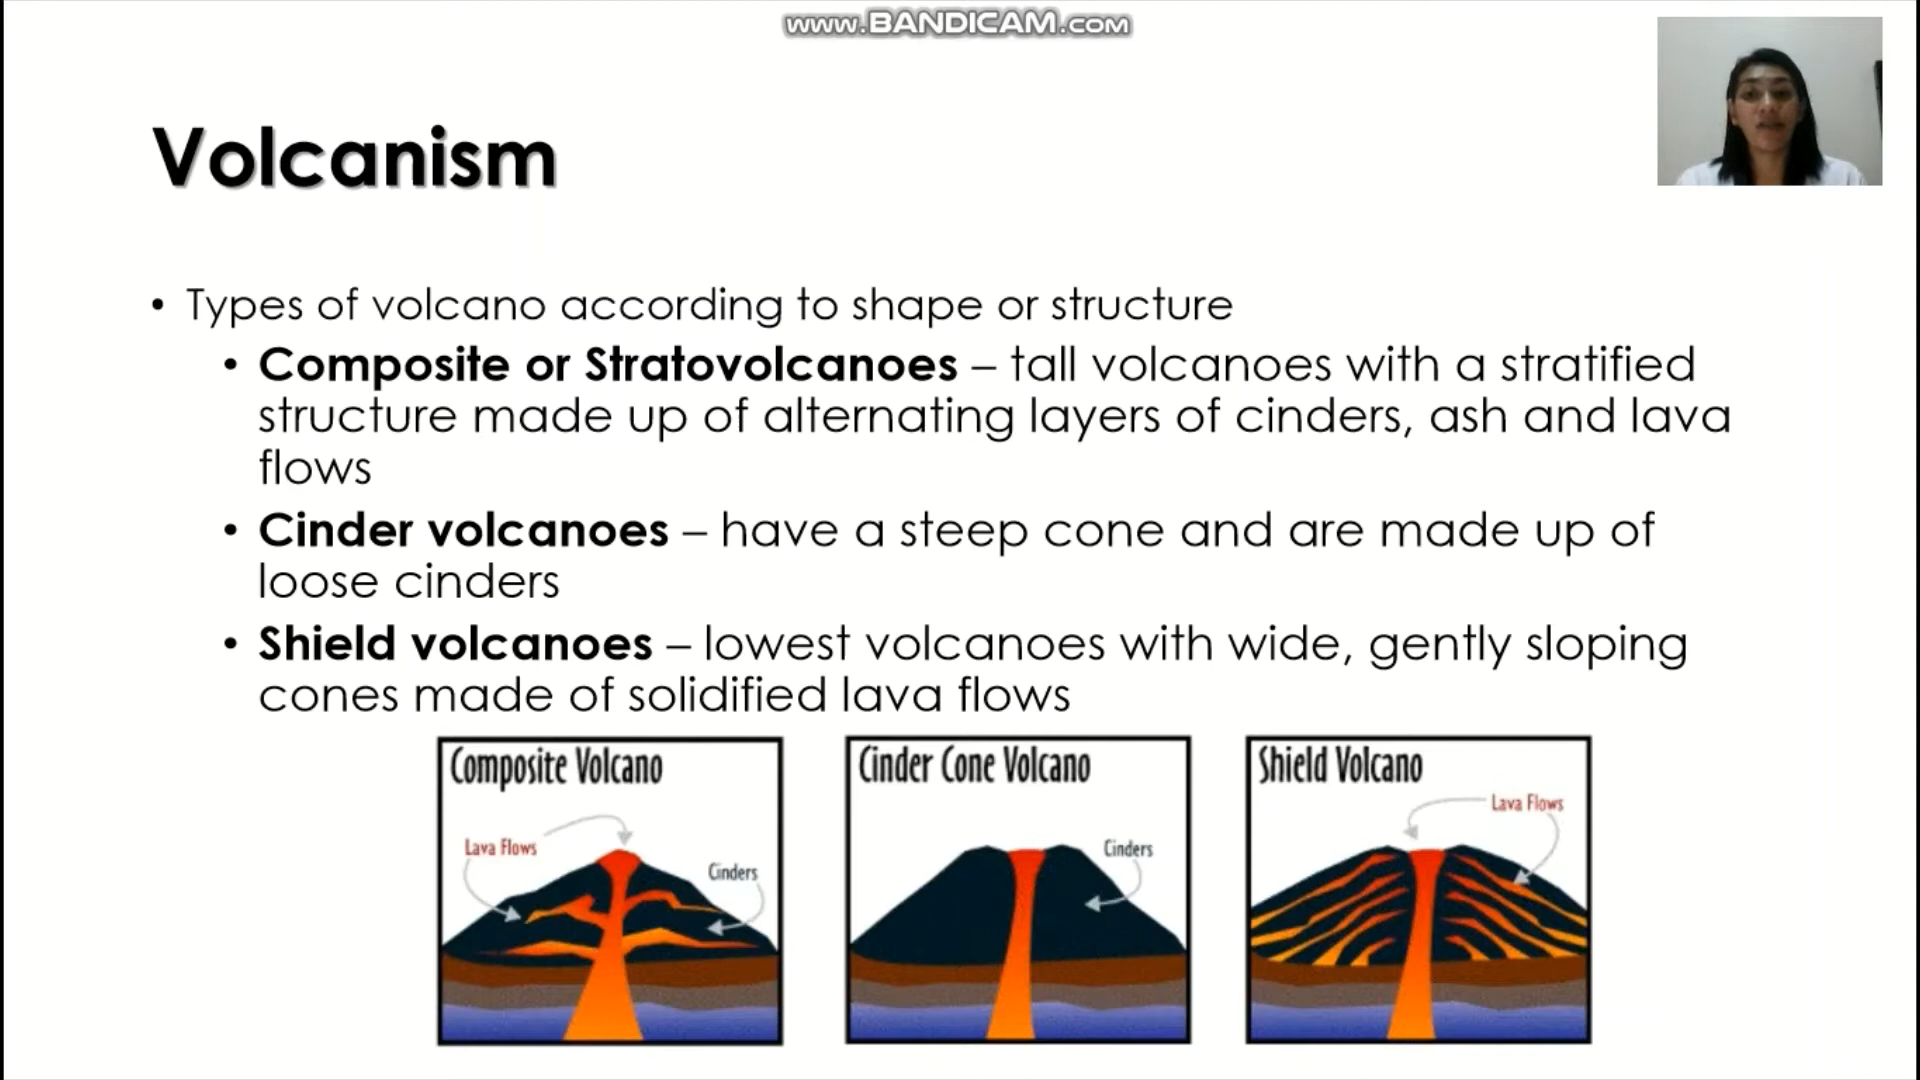 www.BANDICAM.com
Volcanism
• Types of volcano according to shape or structure
• Composite or Stratovolcanoes – tall volcanoes with a stratified
structure made up of alternating layers of cinders, ash and lava
flows
• Cinder volcanoes – have a steep cone and are made up of
loose cinders
• Shield volcanoes – lowest volcanoes with wide, gently sloping
cones made of solidified lava flows
Composite Volcano
Lava Flows
Cinders
Cinder Cone Volcano
Cinders
Shield Volcano
Lava Flows